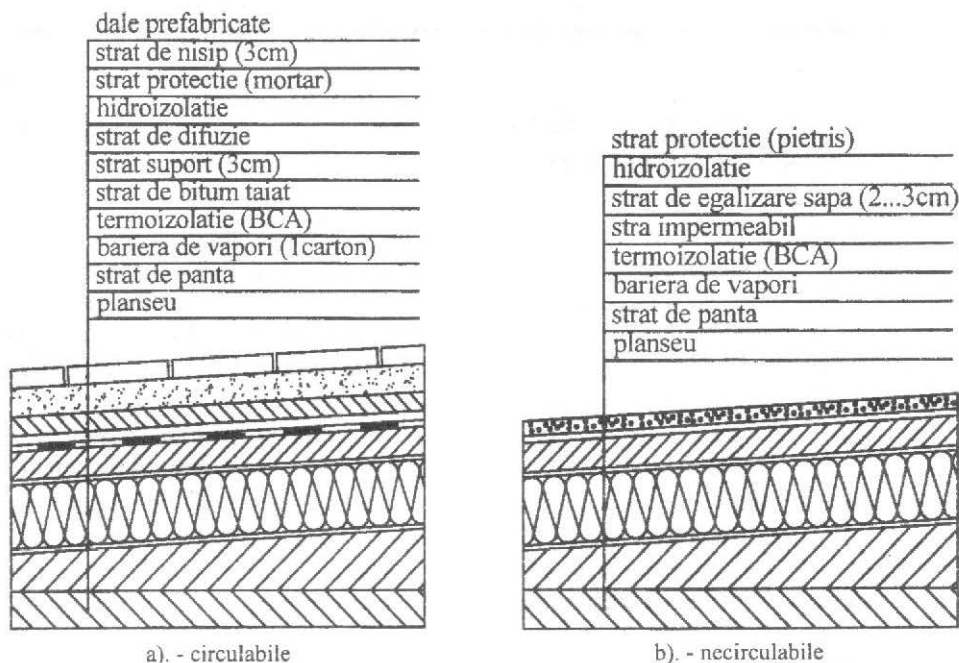 dale prefabricate
strat de nisip (3cm)
strat protectie (mortar)
hidroizolatie
strat de difuzie
strat suport (3cm)
strat de bitum taiat
termoizolatie (BCA)
bariera de vapori (1carton)
strat de panta
planseu
a). - circulabile
strat protectie (pietris)
hidroizolatie
strat de egalizare sapa (2...3cm)
stra impermeabil
termoizolatie (BCA)
bariera de vapori
strat de panta
planseu
b). - necirculabile